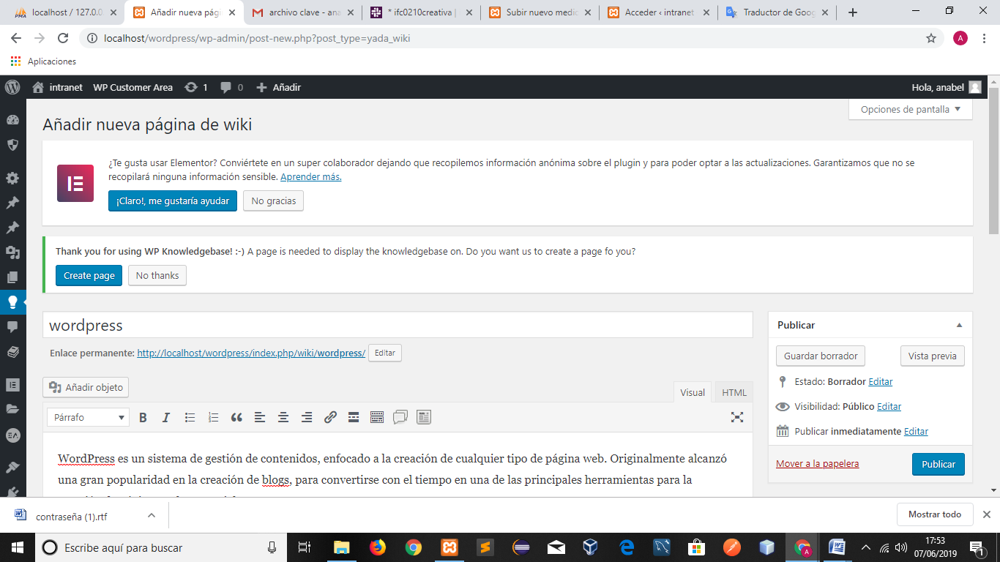 localhost / 127.0.0
Añadir nueva pági
archivo clave - ana
* ifc0210creativa |
Subir nuevo medio
Acceder ‹ intranet
Traductor de Goog
localhost/wordpress/wp-admin/post-new.php?post_type=yada_wiki
A
Aplicaciones
intranet WP Customer Area 1 0 Añadir Hola, anabel
Opciones de pantalla
Añadir nueva página de wiki
¿Te gusta usar Elementor? Conviértete en un super colaborador dejando que recopilemos información anónima sobre el plugin y para poder optar a las actualizaciones. Garantizamos que no se
recopilará ninguna información sensible. Aprender más.
¡Claro!, me gustaría ayudar No gracias
Thank you for using WP Knowledgebase! :-) A page is needed to display the knowledgebase on. Do you want us to create a page fo you?
Create page No thanks
wordpress
Enlace permanente: http://localhost/wordpress/index.php/wiki/wordpress/ Editar
Añadir objeto
Visual HTML
Párrafo B I
WordPress es un sistema de gestión de contenidos, enfocado a la creación de cualquier tipo de página web. Originalmente alcanzó
una gran popularidad en la creación de blogs, para convertirse con el tiempo en una de las principales herramientas para la
Publicar
Guardar borrador Vista previa
Estado: Borrador Editar
Visibilidad: Público Editar
Publicar inmediatamente Editar
Mover a la papelera Publicar
contraseña (1).rtf
Mostrar todo
Escribe aquí para buscar
17:53
07/06/2019
1